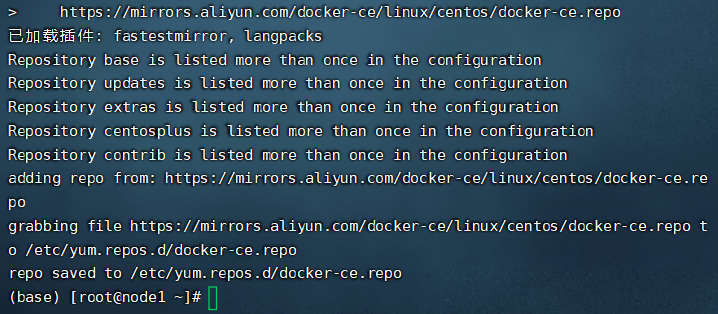 >     https://mirrors.aliyun.com/docker-ce/linux/centos/docker-ce.repo
已加载插件: fastestmirror, langpacks
Repository base is listed more than once in the configuration
Repository updates is listed more than once in the configuration
Repository extras is listed more than once in the configuration
Repository centosplus is listed more than once in the configuration
Repository contrib is listed more than once in the configuration
adding repo from: https://mirrors.aliyun.com/docker-ce/linux/centos/docker-ce.re
po
grabbing file https://mirrors.aliyun.com/docker-ce/linux/centos/docker-ce.repo t
o /etc/yum.repos.d/docker-ce.repo
repo saved to /etc/yum.repos.d/docker-ce.repo
(base) [root@node1 ~]#